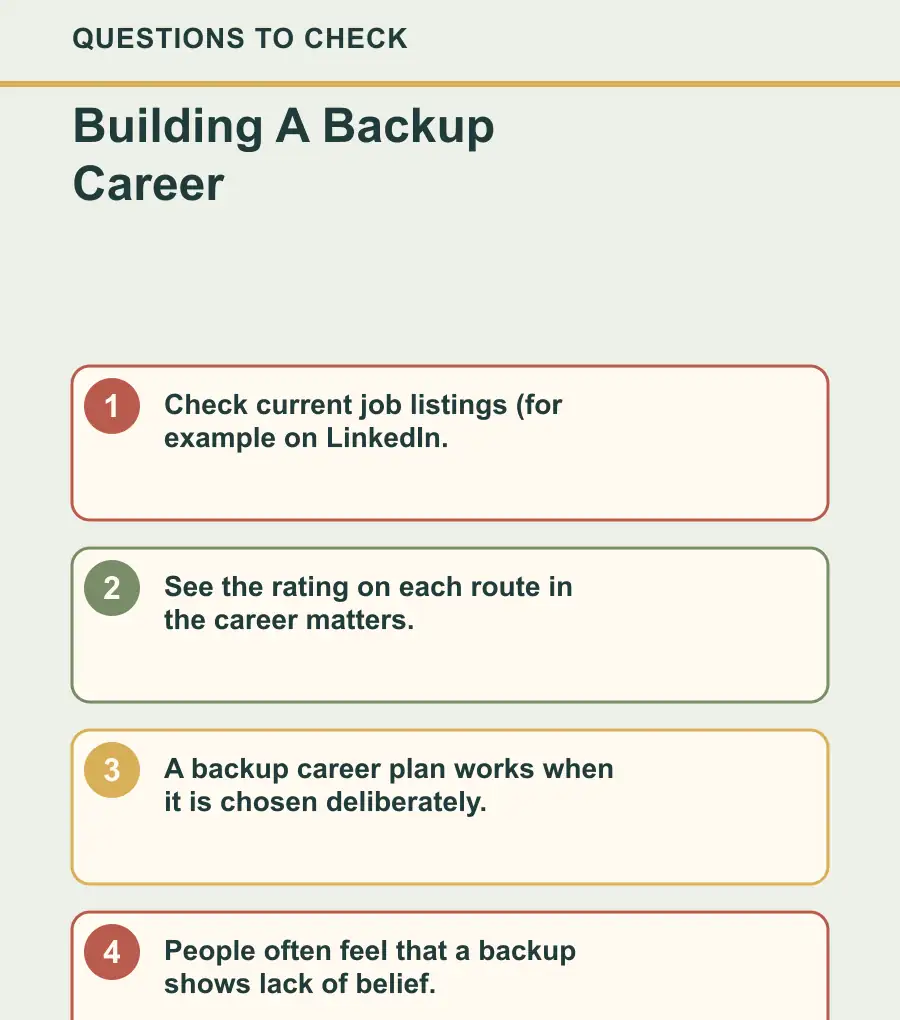 QUESTIONS TO CHECK
Building A Backup
Career
1
Check current job listings (for
example on LinkedIn.
2
See the rating on each route in
the career matters.
3
A backup career plan works when
it is chosen deliberately.
4
People often feel that a backup
shows lack of belief.